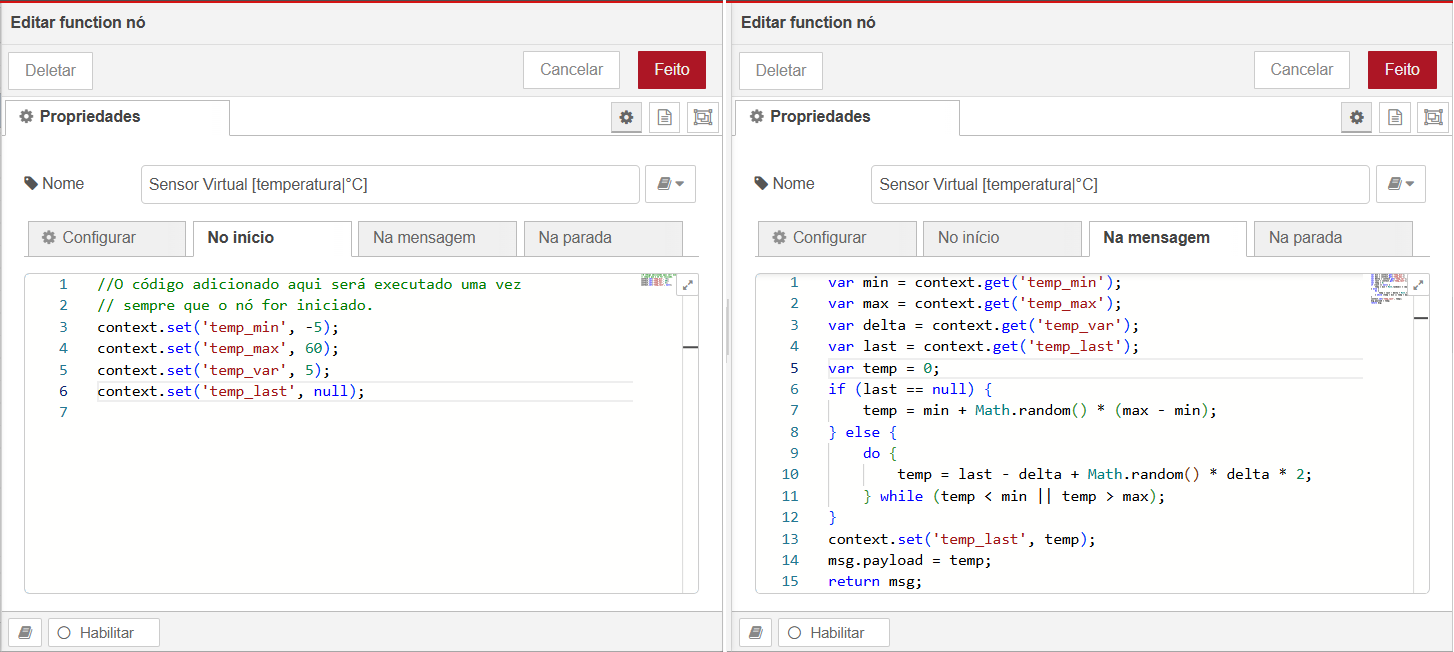 Editar function nó
Deletar
Cancelar
Feito
Propriedades
Nome
Sensor Virtual [temperatura|°C]
Configurar
No início
Na mensagem
Na parada
1 //O código adicionado aqui será executado uma vez
2 // sempre que o nó for iniciado.
3 context.set('temp_min', -5);
4 context.set('temp_max', 60);
5 context.set('temp_var', 5);
6 context.set('temp_last', null);
7
Habilitar
Editar function nó
Deletar
Cancelar
Feito
Propriedades
Nome
Sensor Virtual [temperatura|°C]
Configurar
No início
Na mensagem
Na parada
1 var min = context.get('temp_min');
2 var max = context.get('temp_max');
3 var delta = context.get('temp_var');
4 var last = context.get('temp_last');
5 var temp = 0;
6 if (last == null) {
7     temp = min + Math.random() * (max - min);
8 } else {
9     do {
10         temp = last - delta + Math.random() * delta * 2;
11     } while (temp < min || temp > max);
12 }
13 context.set('temp_last', temp);
14 msg.payload = temp;
15 return msg;
Habilitar